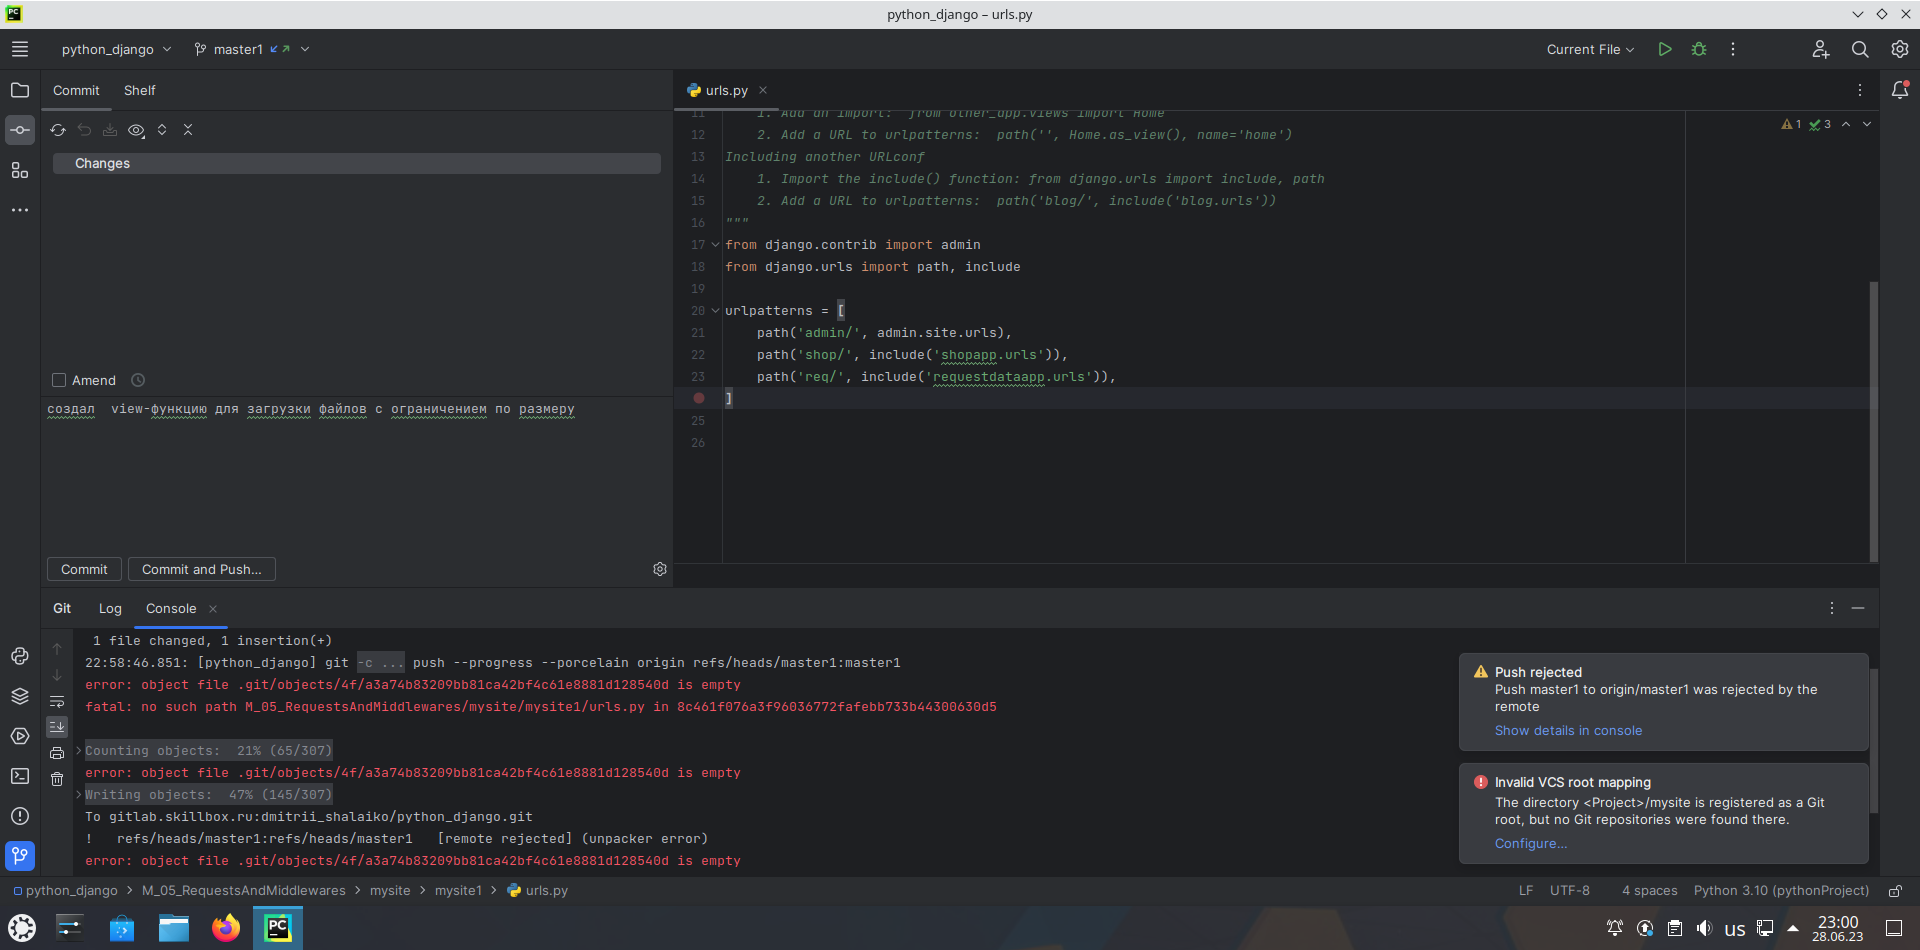 python_django – urls.py
python_django
master1
Current File
Commit
Shelf
Changes
Amend
создал view-функцию для загрузки файлов с ограничением по размеру
Commit
Commit and Push...
urls.py
1
3
11 1. Add an import: from other_app.views import Home
12 2. Add a URL to urlpatterns: path('', Home.as_view(), name='home')
13 Including another URLconf
14 1. Import the include() function: from django.urls import include, path
15 2. Add a URL to urlpatterns: path('blog/', include('blog.urls'))
16 """
17 from django.contrib import admin
18 from django.urls import path, include
19
20 urlpatterns = [
21 path('admin/', admin.site.urls),
22 path('shop/', include('shopapp.urls')),
23 path('req/', include('requestdataapp.urls')),
]
25
26
Git
Log
Console
1 file changed, 1 insertion(+)
22:58:46.851: [python_django] git -c ... push --progress --porcelain origin refs/heads/master1:master1
error: object file .git/objects/4f/a3a74b83209bb81ca42bf4c61e8881d128540d is empty
fatal: no such path M_05_RequestsAndMiddlewares/mysite/mysite1/urls.py in 8c461f076a3f96036772fafebb733b44300630d5
Counting objects: 21% (65/307)
error: object file .git/objects/4f/a3a74b83209bb81ca42bf4c61e8881d128540d is empty
Writing objects: 47% (145/307)
To gitlab.skillbox.ru:dmitrii_shalaiko/python_django.git
! refs/heads/master1:refs/heads/master1 [remote rejected] (unpacker error)
error: object file .git/objects/4f/a3a74b83209bb81ca42bf4c61e8881d128540d is empty
Push rejected
Push master1 to origin/master1 was rejected by the
remote
Show details in console
Invalid VCS root mapping
The directory <Project>/mysite is registered as a Git
root, but no Git repositories were found there.
Configure...
python_django > M_05_RequestsAndMiddlewares > mysite > mysite1 > urls.py
LF
UTF-8
4 spaces
Python 3.10 (pythonProject)
PC
us
23:00
28.06.23